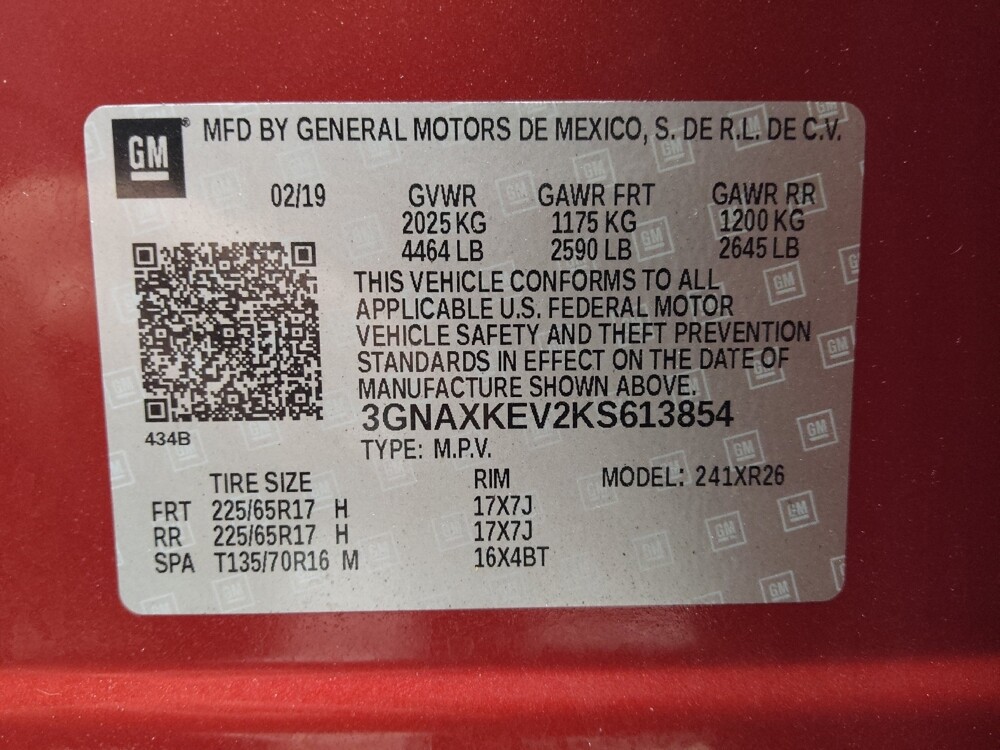 GM® MFD BY GENERAL MOTORS DE MEXICO, S. DE R.L. DE C.V.
02/19 GVWR GAWR FRT GAWR RR
2025 KG 1175 KG 1200 KG
4464 LB 2590 LB 2645 LB
THIS VEHICLE CONFORMS TO ALL
APPLICABLE U.S. FEDERAL MOTOR
VEHICLE SAFETY AND THEFT PREVENTION
STANDARDS IN EFFECT ON THE DATE OF
MANUFACTURE SHOWN ABOVE.
3GNAXKEV2KS613854
434B
TYPE: M.P.V.
TIRE SIZE RIM MODEL: 241XR26
FRT 225/65R17 H 17X7J
RR 225/65R17 H 17X7J
SPA T135/70R16 M 16X4BT